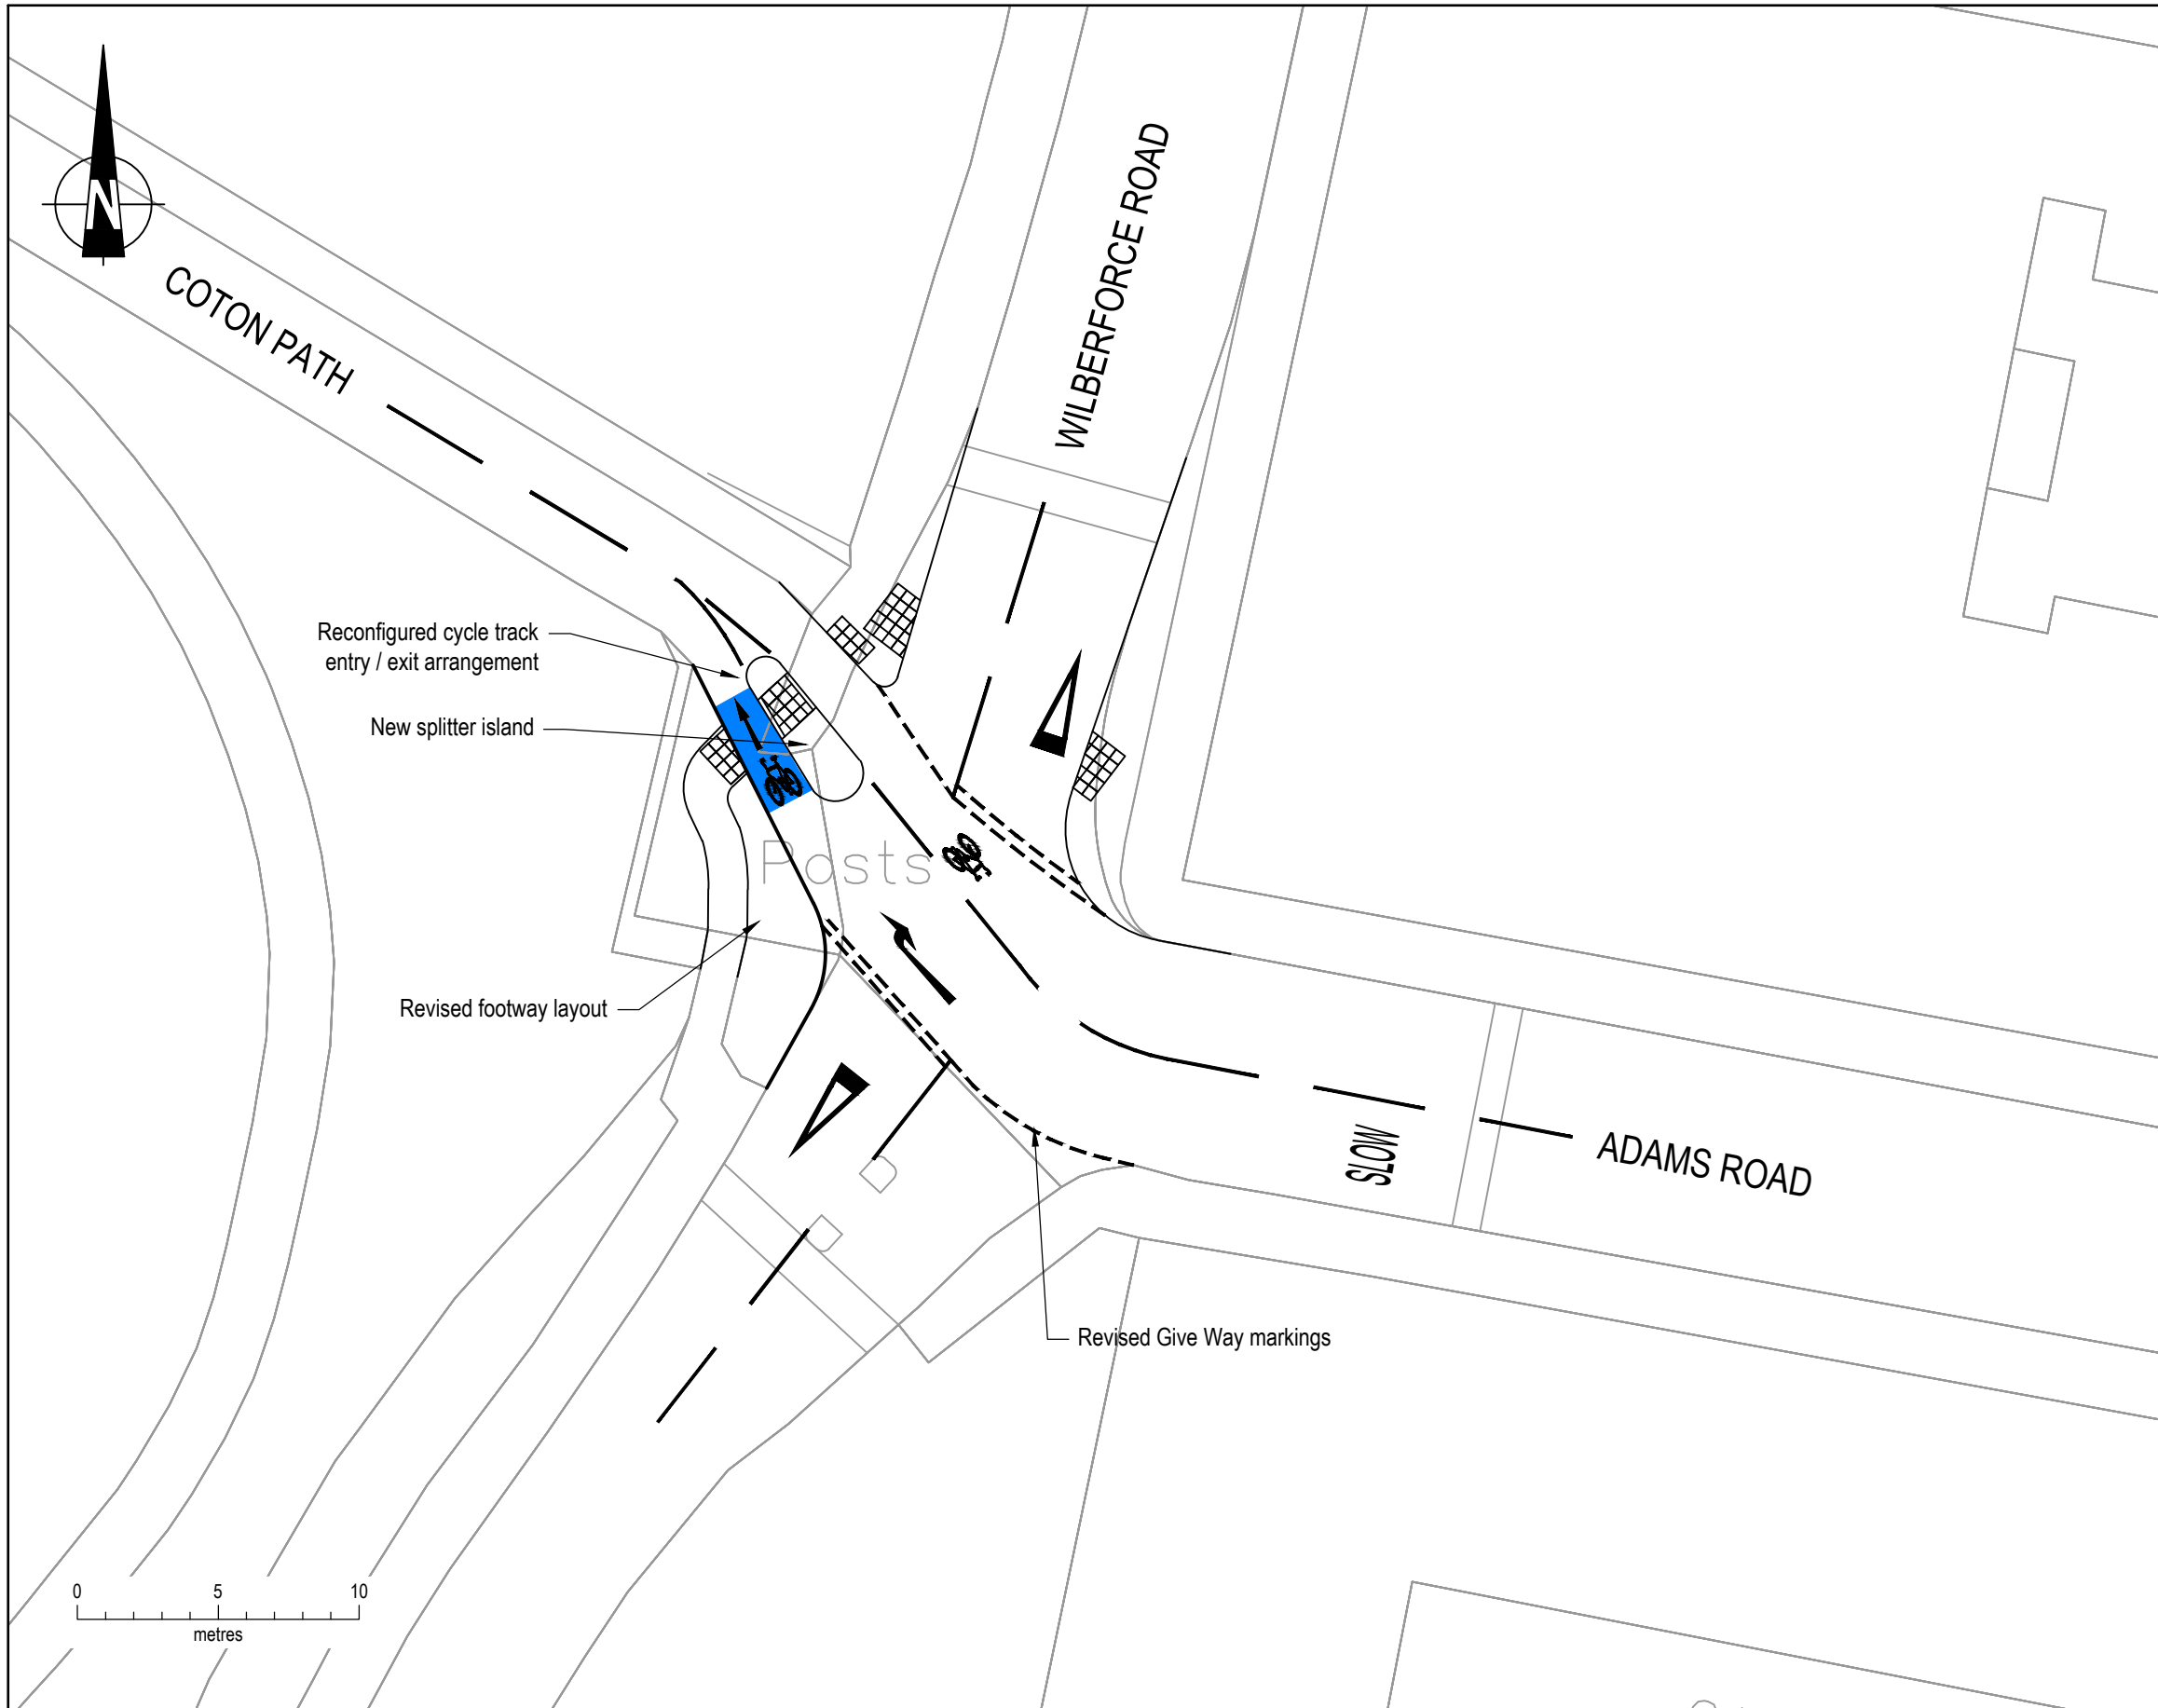 N
COTON PATH
WILBERFORCE ROAD
Reconfigured cycle track
entry / exit arrangement
New splitter island
Posts
Revised footway layout
SLOW
ADAMS ROAD
Revised Give Way markings
0 5 10
metres